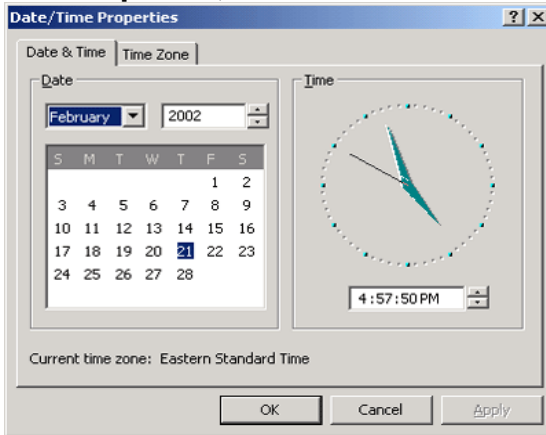 Date/Time Properties
Date & Time Time Zone
Date
February 2002
S M T W T F S
1 2
3 4 5 6 7 8 9
10 11 12 13 14 15 16
17 18 19 20 21 22 23
24 25 26 27 28
Time
4:57:50 PM
Current time zone: Eastern Standard Time
OK Cancel Apply